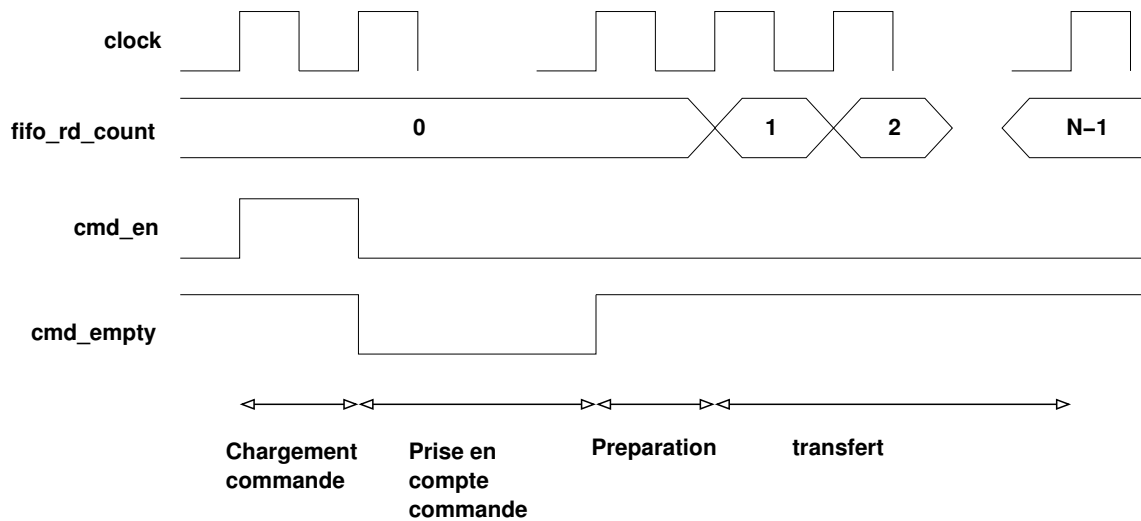 clock
fifo_rd_count
0
1
2
N−1
cmd_en
cmd_empty
Chargement
commande
Prise en
compte
commande
Preparation
transfert